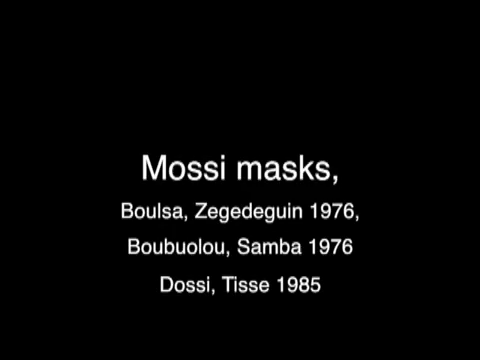 Mossi masks,
Boulsa, Zegedeguin 1976,
Boubuolou, Samba 1976
Dossi, Tisse 1985